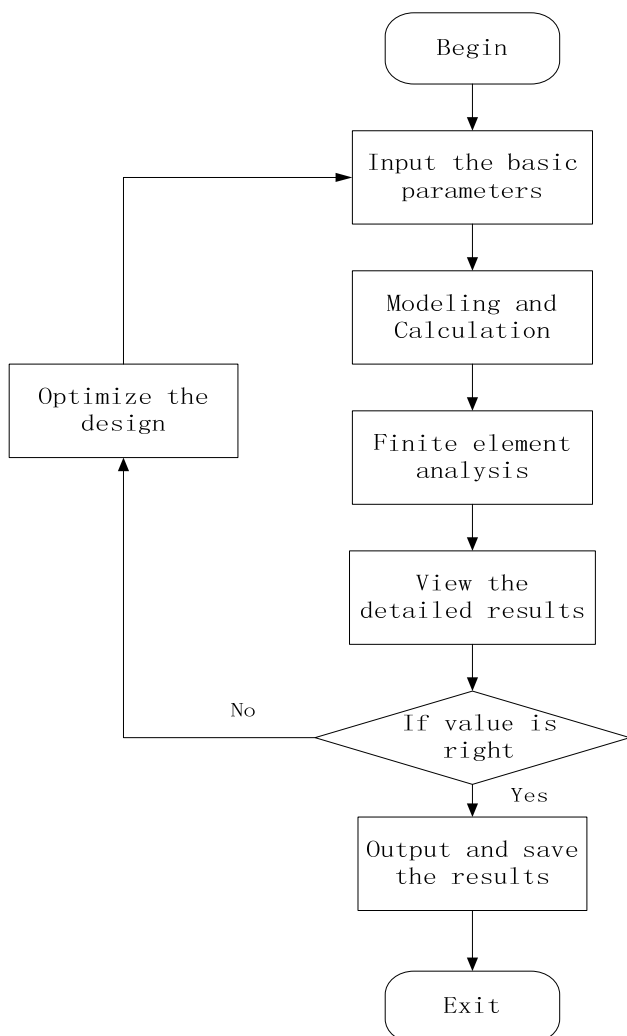 Begin
Input the basic
parameters
Modeling and
Calculation
Optimize the
design
Finite element
analysis
View the
detailed results
No
If value is
right
Yes
Output and save
the results
Exit